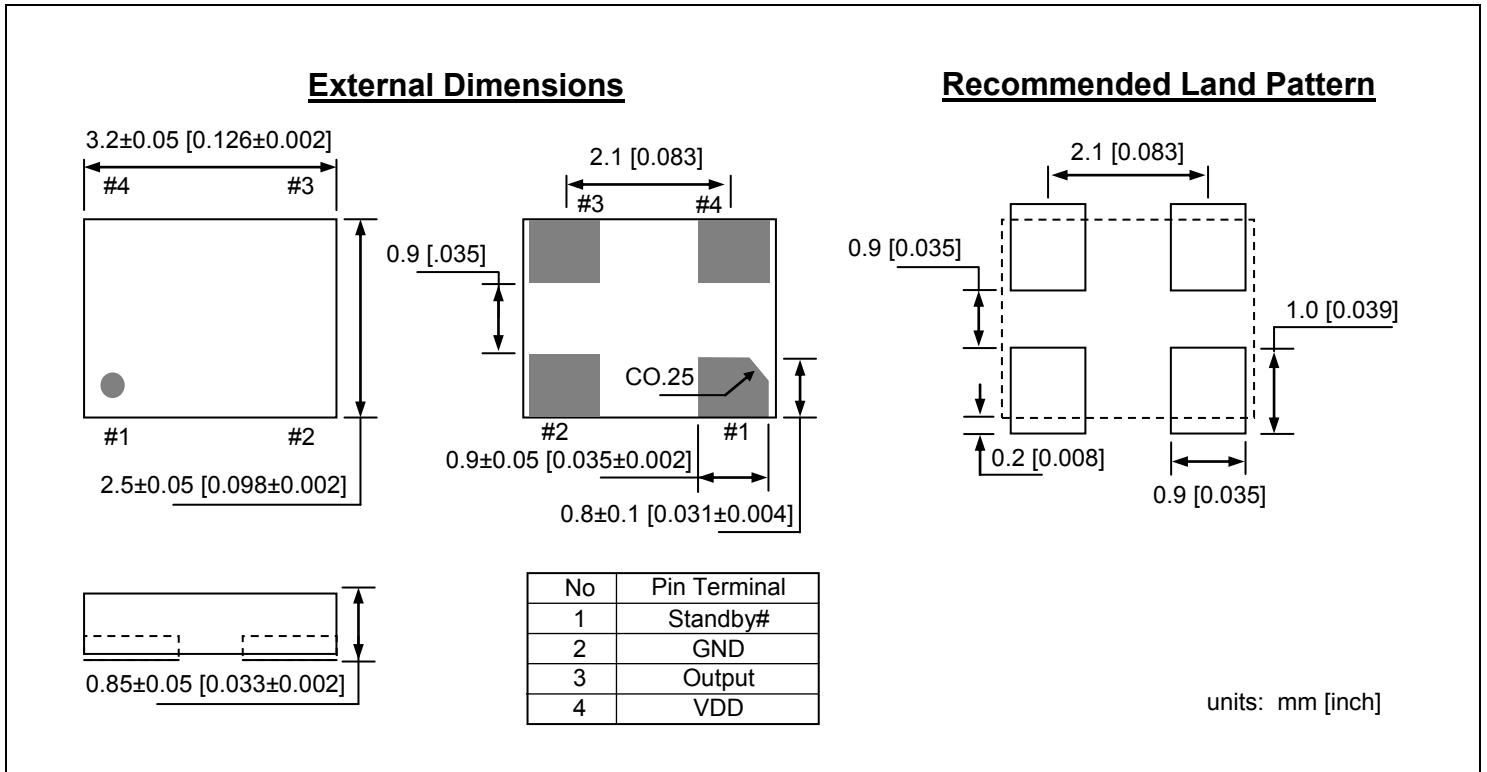 External Dimensions
Recommended Land Pattern
3.2±0.05 [0.126±0.002]
#4 #3
#1 #2
2.5±0.05 [0.098±0.002]
2.1 [0.083]
#3 #4
0.9 [.035]
CO.25
#2 #1
0.9±0.05 [0.035±0.002]
0.8±0.1 [0.031±0.004]
2.1 [0.083]
0.9 [0.035]
1.0 [0.039]
0.2 [0.008]
0.9 [0.035]
0.85±0.05 [0.033±0.002]
No Pin Terminal
1 Standby#
2 GND
3 Output
4 VDD
units: mm [inch]